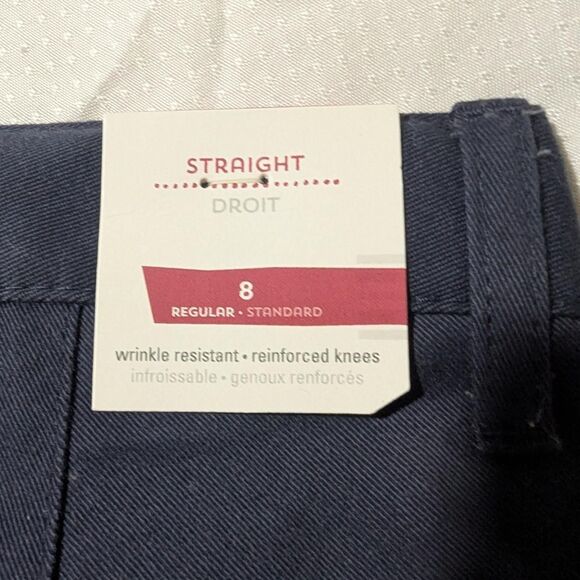 STRAIGHT
DROIT
8
REGULAR • STANDARD
wrinkle resistant • reinforced knees
infroissable • genoux renforcés